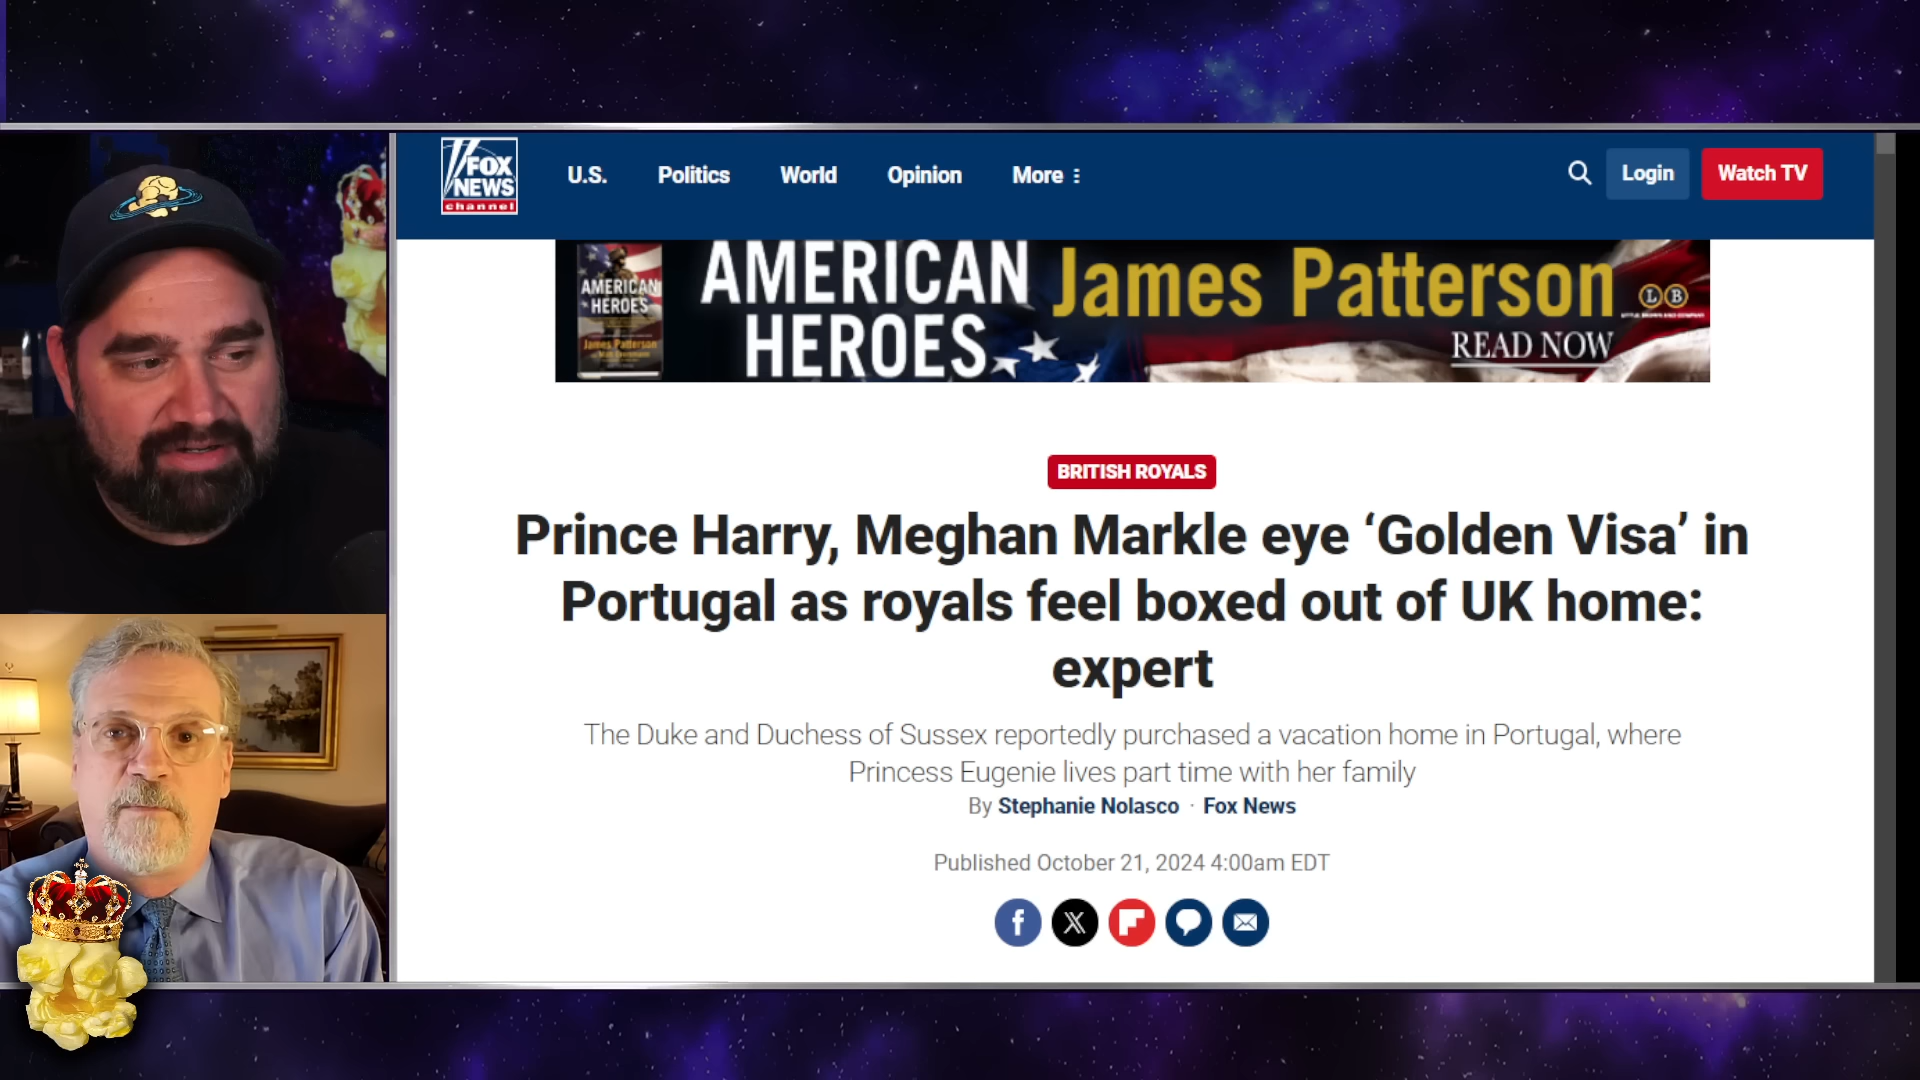 FOX
NEWS
channel
U.S.
Politics
World
Opinion
More
Login
Watch TV
AMERICAN
HEROES
James Patterson
AMERICAN
HEROES
James Patterson
L B
READ NOW
BRITISH ROYALS
Prince Harry, Meghan Markle eye ‘Golden Visa’ in
Portugal as royals feel boxed out of UK home:
expert
The Duke and Duchess of Sussex reportedly purchased a vacation home in Portugal, where
Princess Eugenie lives part time with her family
By Stephanie Nolasco · Fox News
Published October 21, 2024 4:00am EDT